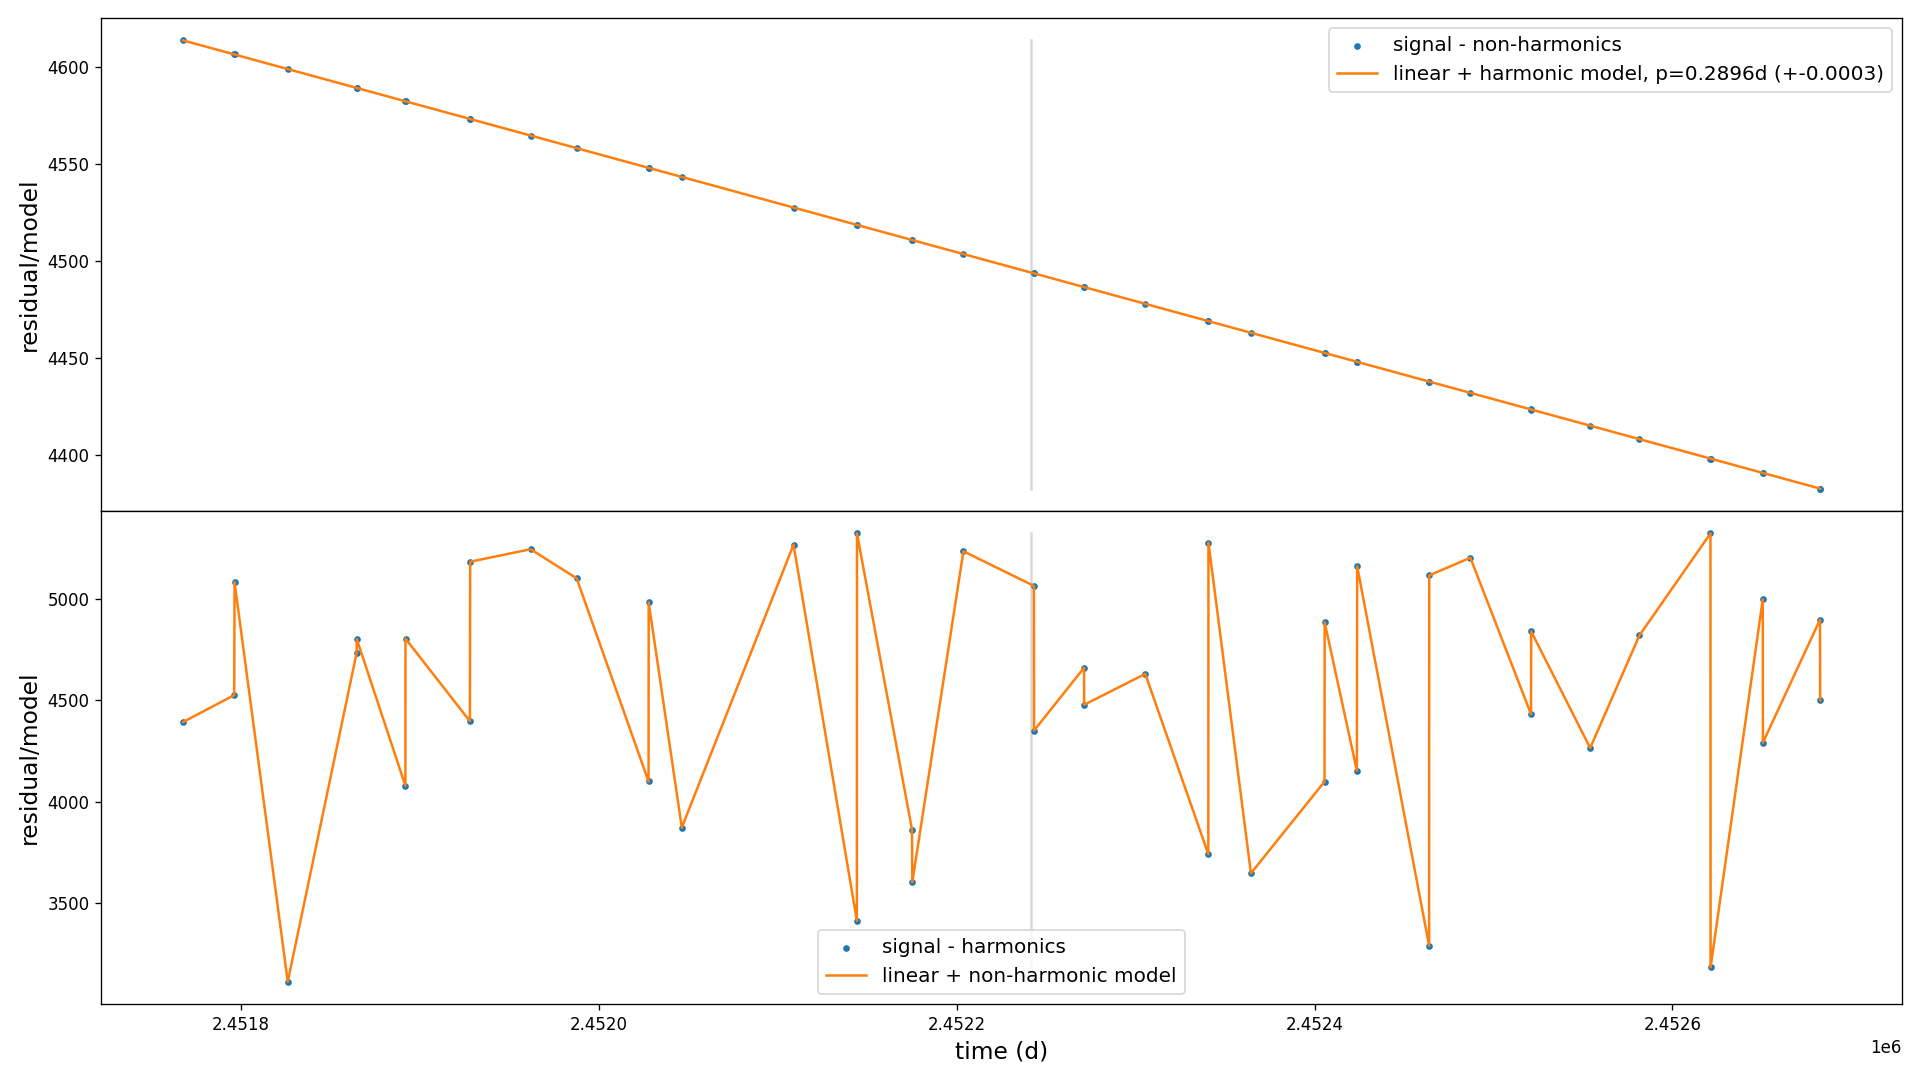 signal - non-harmonics
linear + harmonic model, p=0.2896d (+-0.0003)
4600
4550
4500
4450
4400
residual/model
5000
4500
4000
3500
residual/model
signal - harmonics
linear + non-harmonic model
2.4518 2.4520 2.4522 2.4524 2.4526
time (d)
1e6